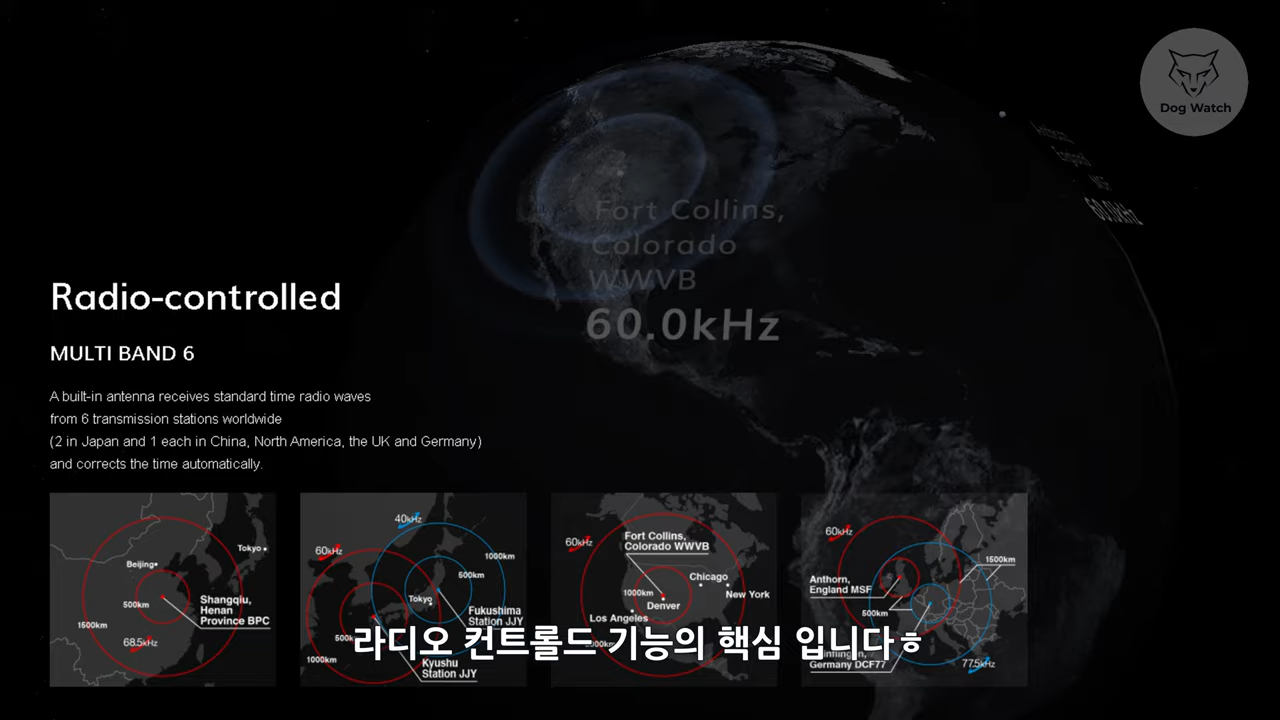 Dog Watch
Fort Collins,
Colorado
WWVB
60.0kHz
60.0kHz
Radio-controlled
MULTI BAND 6
A built-in antenna receives standard time radio waves
from 6 transmission stations worldwide
(2 in Japan and 1 each in China, North America, the UK and Germany)
and corrects the time automatically.
Tokyo
Beijing
500km
Shangqiu,
Henan
Province BPC
1500km
68.5kHz
40kHz
60kHz
1000km
500km
Tokyo
Fukushima
Station JJY
1000km
Kyushu
Station JJY
60kHz
Fort Collins,
Colorado WWVB
Chicago
1000km
New York
Denver
Los Angeles
60kHz
1500km
Anthorn,
England MSF
500km
Germany DCF77
77.5kHz
라디오 컨트롤드 기능의 핵심 입니다ㅎ